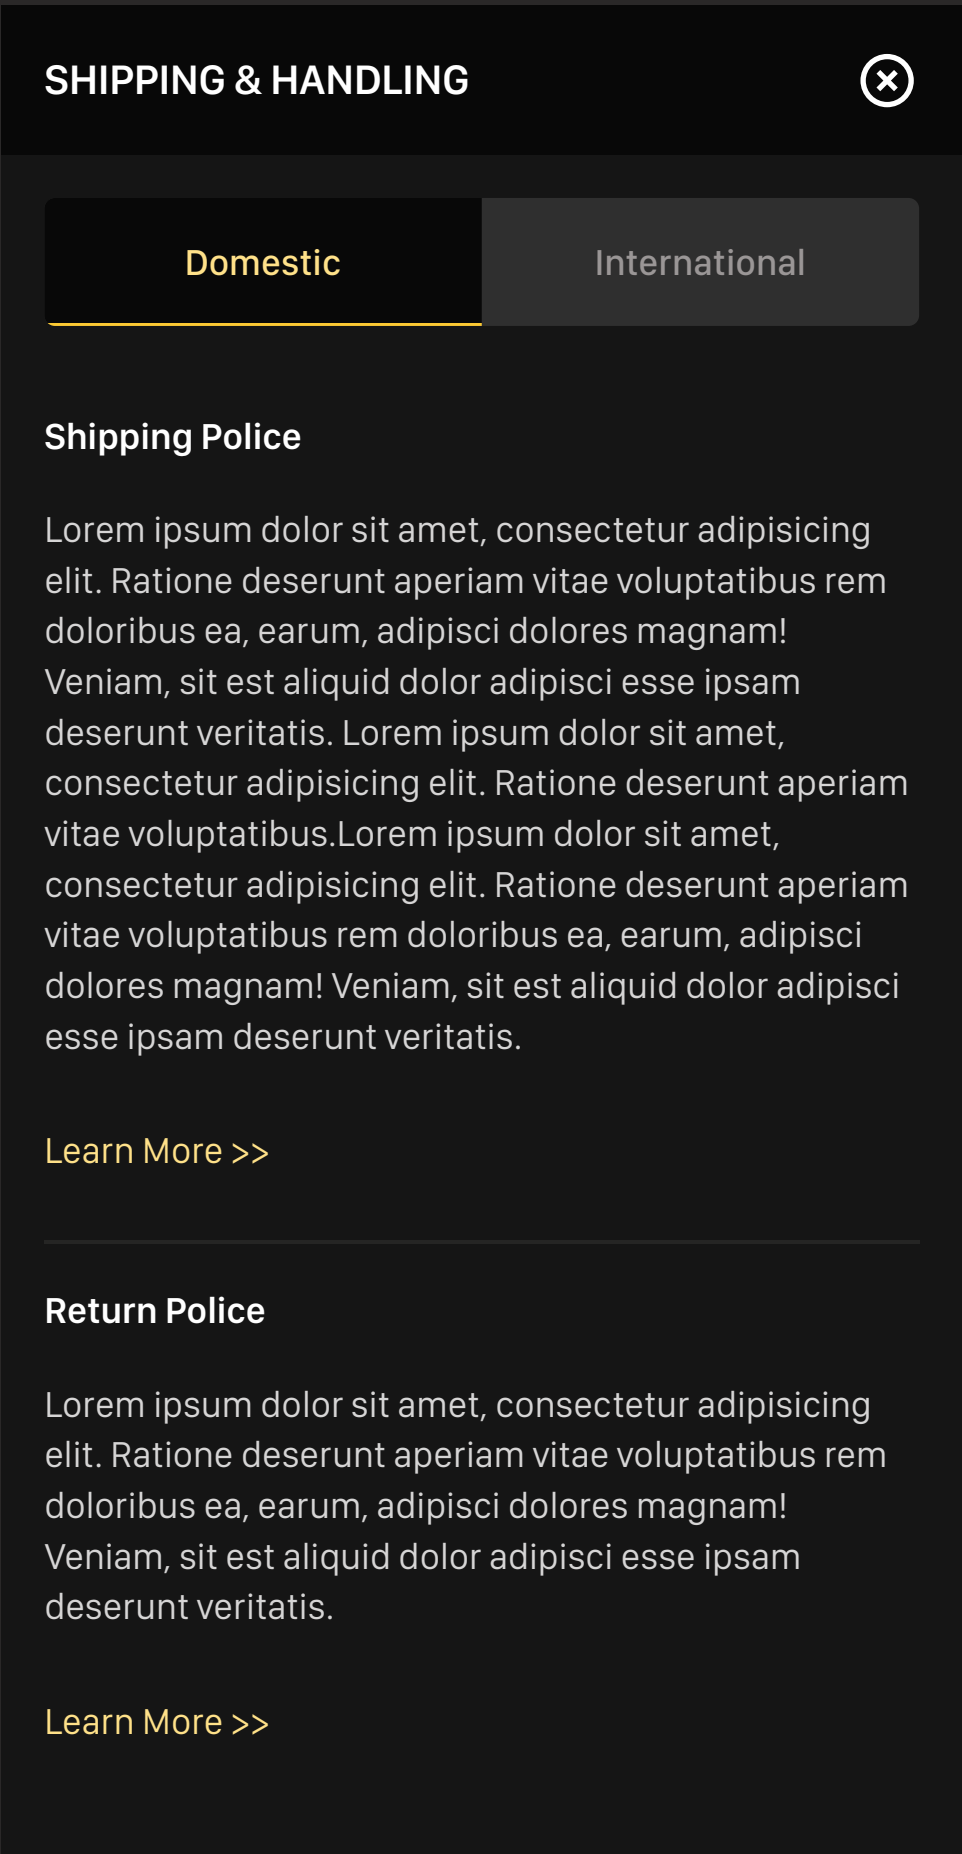 SHIPPING & HANDLING
Domestic
International
Shipping Police
Lorem ipsum dolor sit amet, consectetur adipisicing
elit. Ratione deserunt aperiam vitae voluptatibus rem
doloribus ea, earum, adipisci dolores magnam!
Veniam, sit est aliquid dolor adipisci esse ipsam
deserunt veritatis. Lorem ipsum dolor sit amet,
consectetur adipisicing elit. Ratione deserunt aperiam
vitae voluptatibus.Lorem ipsum dolor sit amet,
consectetur adipisicing elit. Ratione deserunt aperiam
vitae voluptatibus rem doloribus ea, earum, adipisci
dolores magnam! Veniam, sit est aliquid dolor adipisci
esse ipsam deserunt veritatis.
Learn More >>
Return Police
Lorem ipsum dolor sit amet, consectetur adipisicing
elit. Ratione deserunt aperiam vitae voluptatibus rem
doloribus ea, earum, adipisci dolores magnam!
Veniam, sit est aliquid dolor adipisci esse ipsam
deserunt veritatis.
Learn More >>